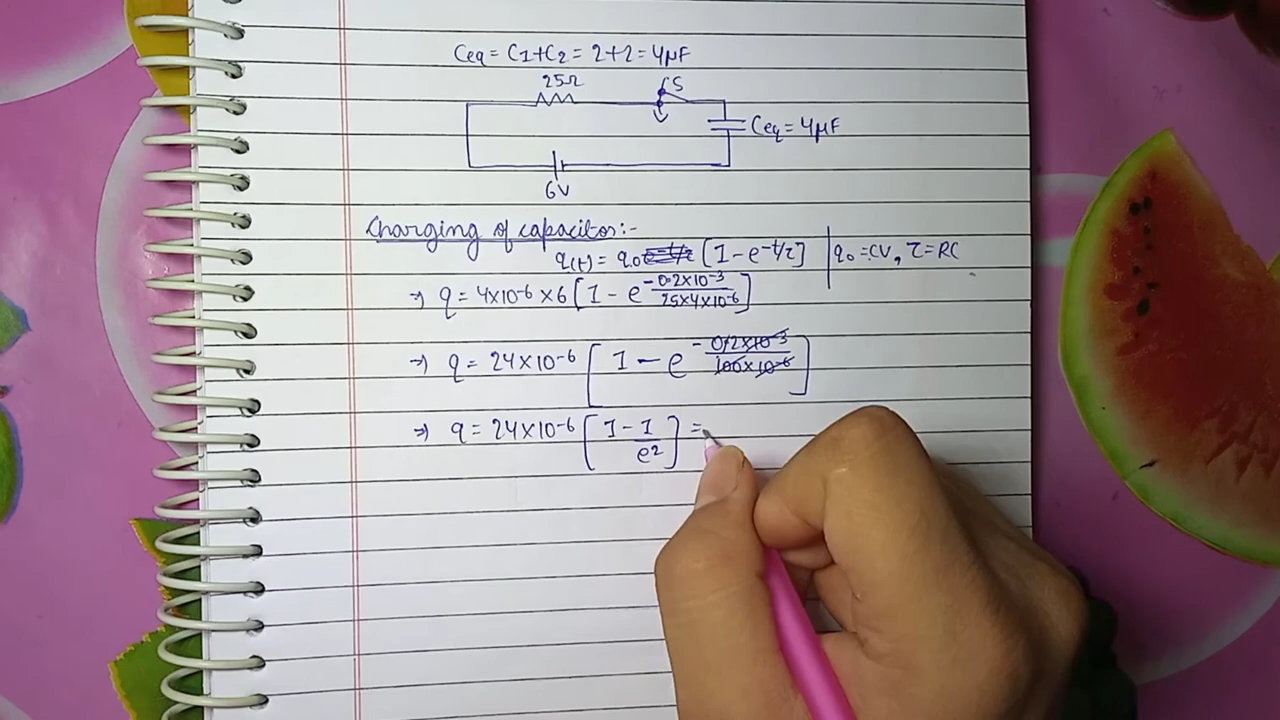 Ceq = C1+C2 = 2+2 = 4μF
25Ω
S
Ceq = 4μF
6V
Charging of capacitor:-
q(t) = q0 [1 - e^-t/τ] | q0 = CV, τ = RC
⇒ q = 4×10^-6 × 6 [1 - e^-(0.2×10^-3)/(25×4×10^-6)]
⇒ q = 24×10^-6 [1 - e^-(0.2×10^-3)/(100×10^-6)]
⇒ q = 24×10^-6 [1 - 1/e^2] =